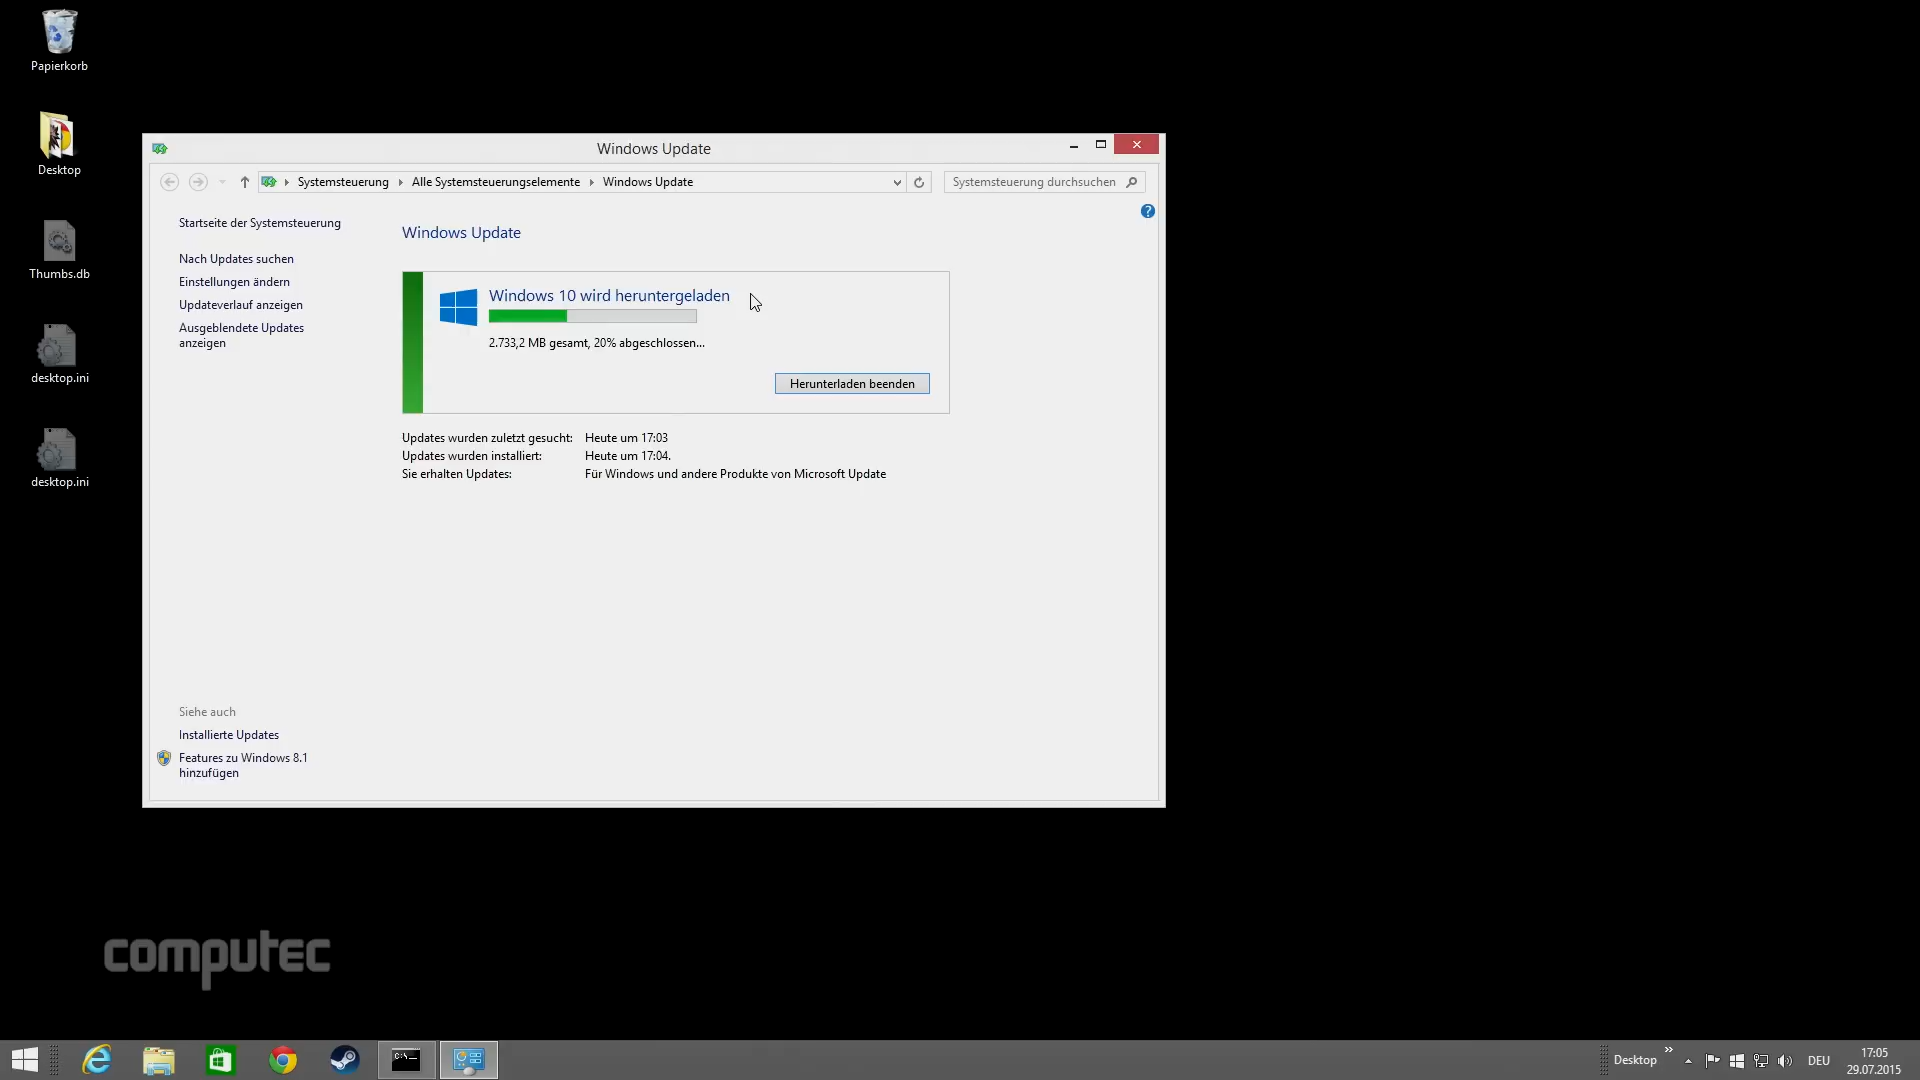 Papierkorb
Desktop
Thumbs.db
desktop.ini
desktop.ini
Windows Update
Systemsteuerung
Alle Systemsteuerungselemente
Windows Update
Systemsteuerung durchsuchen
Startseite der Systemsteuerung
Nach Updates suchen
Einstellungen ändern
Updateverlauf anzeigen
Ausgeblendete Updates
anzeigen
Siehe auch
Installierte Updates
Features zu Windows 8.1
hinzufügen
Windows Update
Windows 10 wird heruntergeladen
2.733,2 MB gesamt, 20% abgeschlossen...
Herunterladen beenden
Updates wurden zuletzt gesucht: Heute um 17:03
Updates wurden installiert: Heute um 17:04.
Sie erhalten Updates: Für Windows und andere Produkte von Microsoft Update
computec
C:\_
Desktop
DEU
17:05
29.07.2015